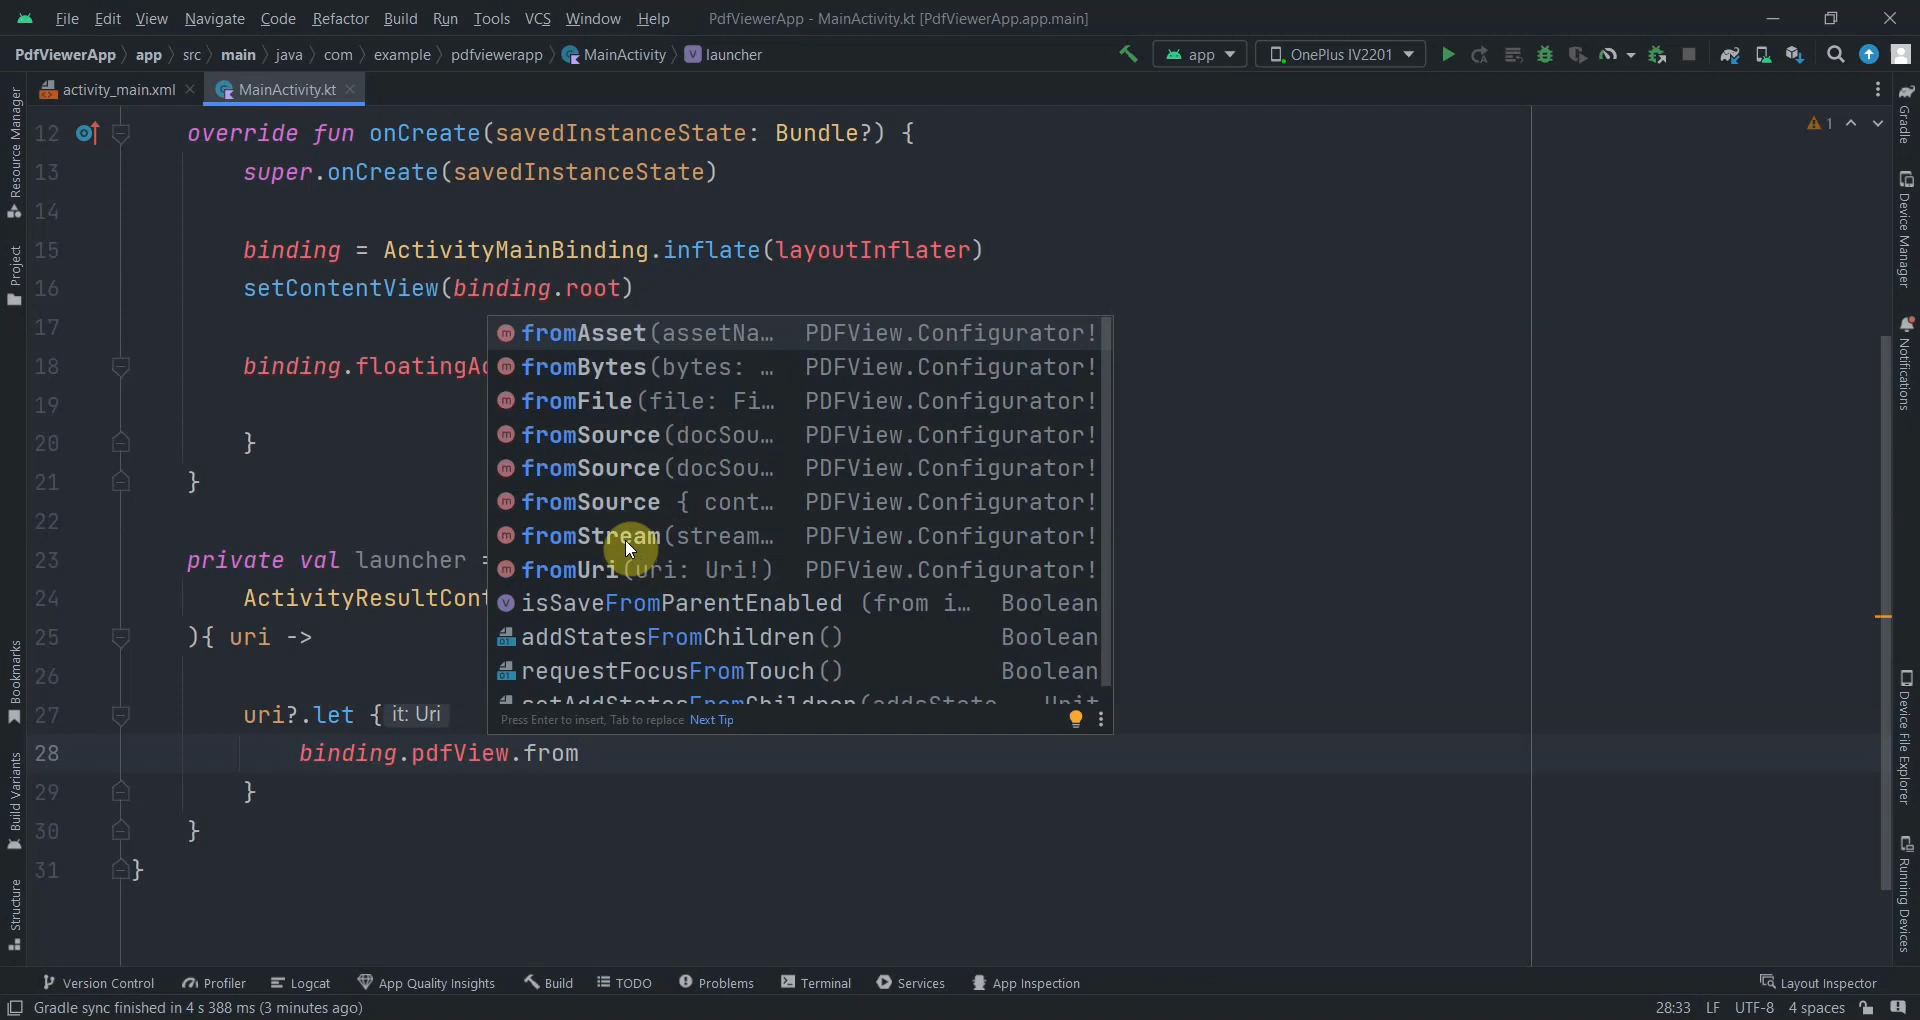 File Edit View Navigate Code Refactor Build Run Tools VCS Window Help PdfViewerApp - MainActivity.kt [PdfViewerApp.app.main]
PdfViewerApp app src main java com example pdfviewerapp MainActivity launcher app OnePlus IV2201
activity_main.xml MainActivity.kt
1
12 override fun onCreate(savedInstanceState: Bundle?) {
13 super.onCreate(savedInstanceState)
14
15 binding = ActivityMainBinding.inflate(layoutInflater)
16 setContentView(binding.root)
17
18 binding.floatingAc
19
20 }
21 }
22
23 private val launcher =
24 ActivityResultCont
25 ){ uri ->
26
27 uri?.let { it: Uri
28 binding.pdfView.from
29 }
30 }
31 }
fromAsset(assetNa… PDFView.Configurator!
fromBytes(bytes: … PDFView.Configurator!
fromFile(file: Fi… PDFView.Configurator!
fromSource(docSou… PDFView.Configurator!
fromSource(docSou… PDFView.Configurator!
fromSource { cont… PDFView.Configurator!
fromStream(stream… PDFView.Configurator!
fromUri(uri: Uri!) PDFView.Configurator!
isSaveFromParentEnabled (from i… Boolean
addStatesFromChildren() Boolean
requestFocusFromTouch() Boolean
setAddStatesFromChildren(addsState… Unit
Press Enter to insert, Tab to replace Next Tip
Resource Manager
Project
Bookmarks
Build Variants
Structure
Gradle
Device Manager
Notifications
Device File Explorer
Running Devices
Version Control Profiler Logcat App Quality Insights Build TODO Problems Terminal Services App Inspection Layout Inspector
Gradle sync finished in 4 s 388 ms (3 minutes ago) 28:33 LF UTF-8 4 spaces